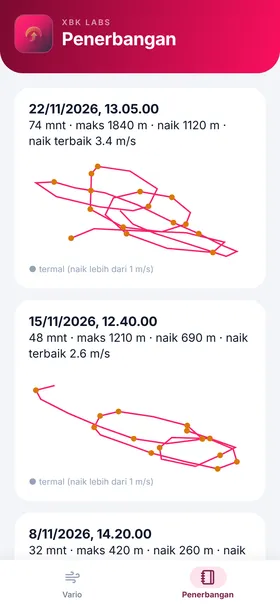 XBK LABS
Penerbangan
22/11/2026, 13.05.00
74 mnt · maks 1840 m · naik 1120 m ·
naik terbaik 3.4 m/s
termal (naik lebih dari 1 m/s)
15/11/2026, 12.40.00
48 mnt · maks 1210 m · naik 690 m · naik
terbaik 2.6 m/s
termal (naik lebih dari 1 m/s)
8/11/2026, 14.20.00
32 mnt · maks 420 m · naik 260 m · naik
Vario
Penerbangan